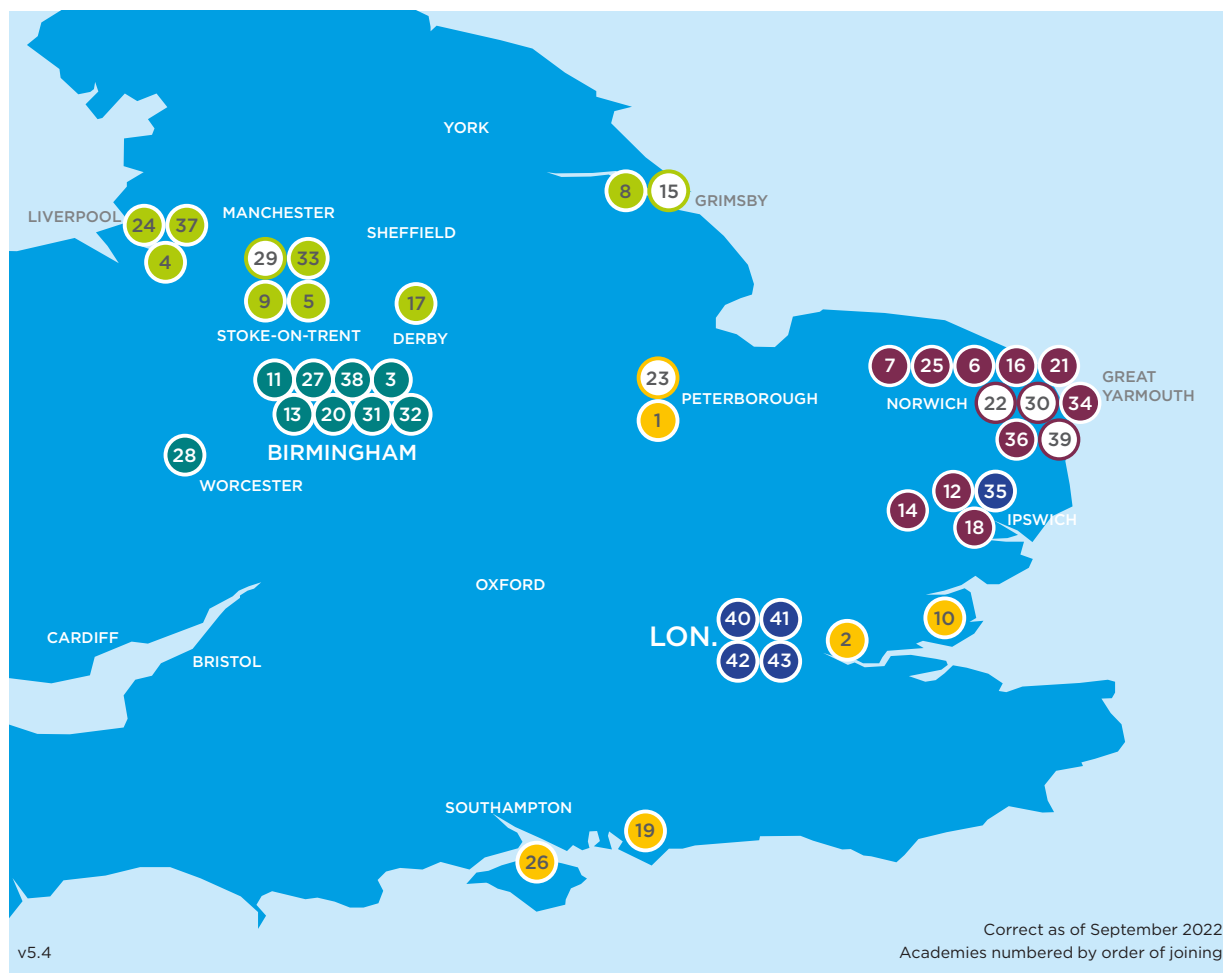 YORK
8 15
GRIMSBY
LIVERPOOL
24 37
4
MANCHESTER
SHEFFIELD
29 33
9 5
STOKE-ON-TRENT
17
DERBY
11 27 38 3
13 20 31 32
BIRMINGHAM
28
WORCESTER
23
1
PETERBOROUGH
7 25 6 16 21
GREAT
YARMOUTH
NORWICH
22 30 34
36 39
14
12 35
18
IPSWICH
OXFORD
CARDIFF
BRISTOL
LON.
40 41
42 43
2
10
SOUTHAMPTON
19
26
v5.4
Correct as of September 2022
Academies numbered by order of joining